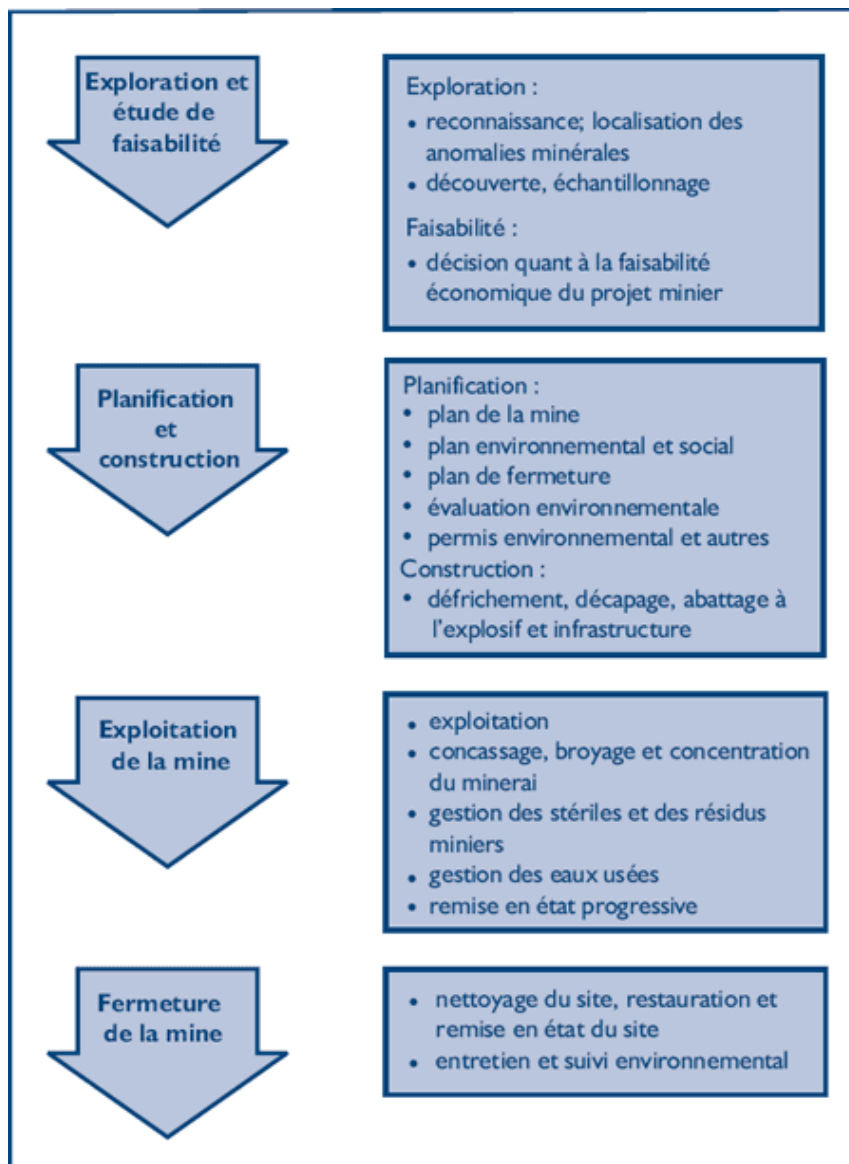 Exploration et
étude de
faisabilité
Exploration :
• reconnaissance; localisation des
anomalies minérales
• découverte, échantillonnage
Faisabilité :
• décision quant à la faisabilité
économique du projet minier
Planification
et
construction
Planification :
• plan de la mine
• plan environnemental et social
• plan de fermeture
• évaluation environnementale
• permis environnemental et autres
Construction :
• défrichement, décapage, abattage à
l'explosif et infrastructure
Exploitation
de la mine
• exploitation
• concassage, broyage et concentration
du minerai
• gestion des stériles et des résidus
miniers
• gestion des eaux usées
• remise en état progressive
Fermeture
de la mine
• nettoyage du site, restauration et
remise en état du site
• entretien et suivi environnemental